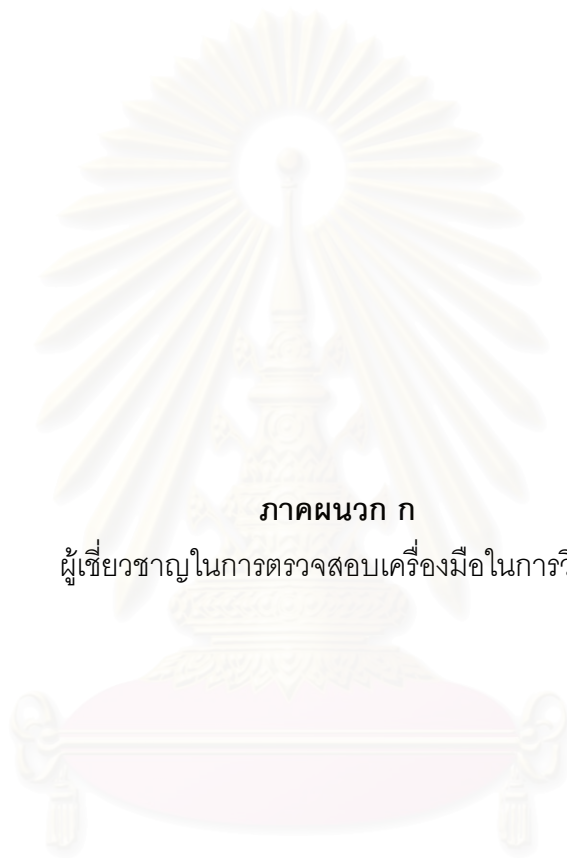 ภาคผนวก ก
ผู้เชี่ยวชาญในการตรวจสอบเครื่องมือในการ